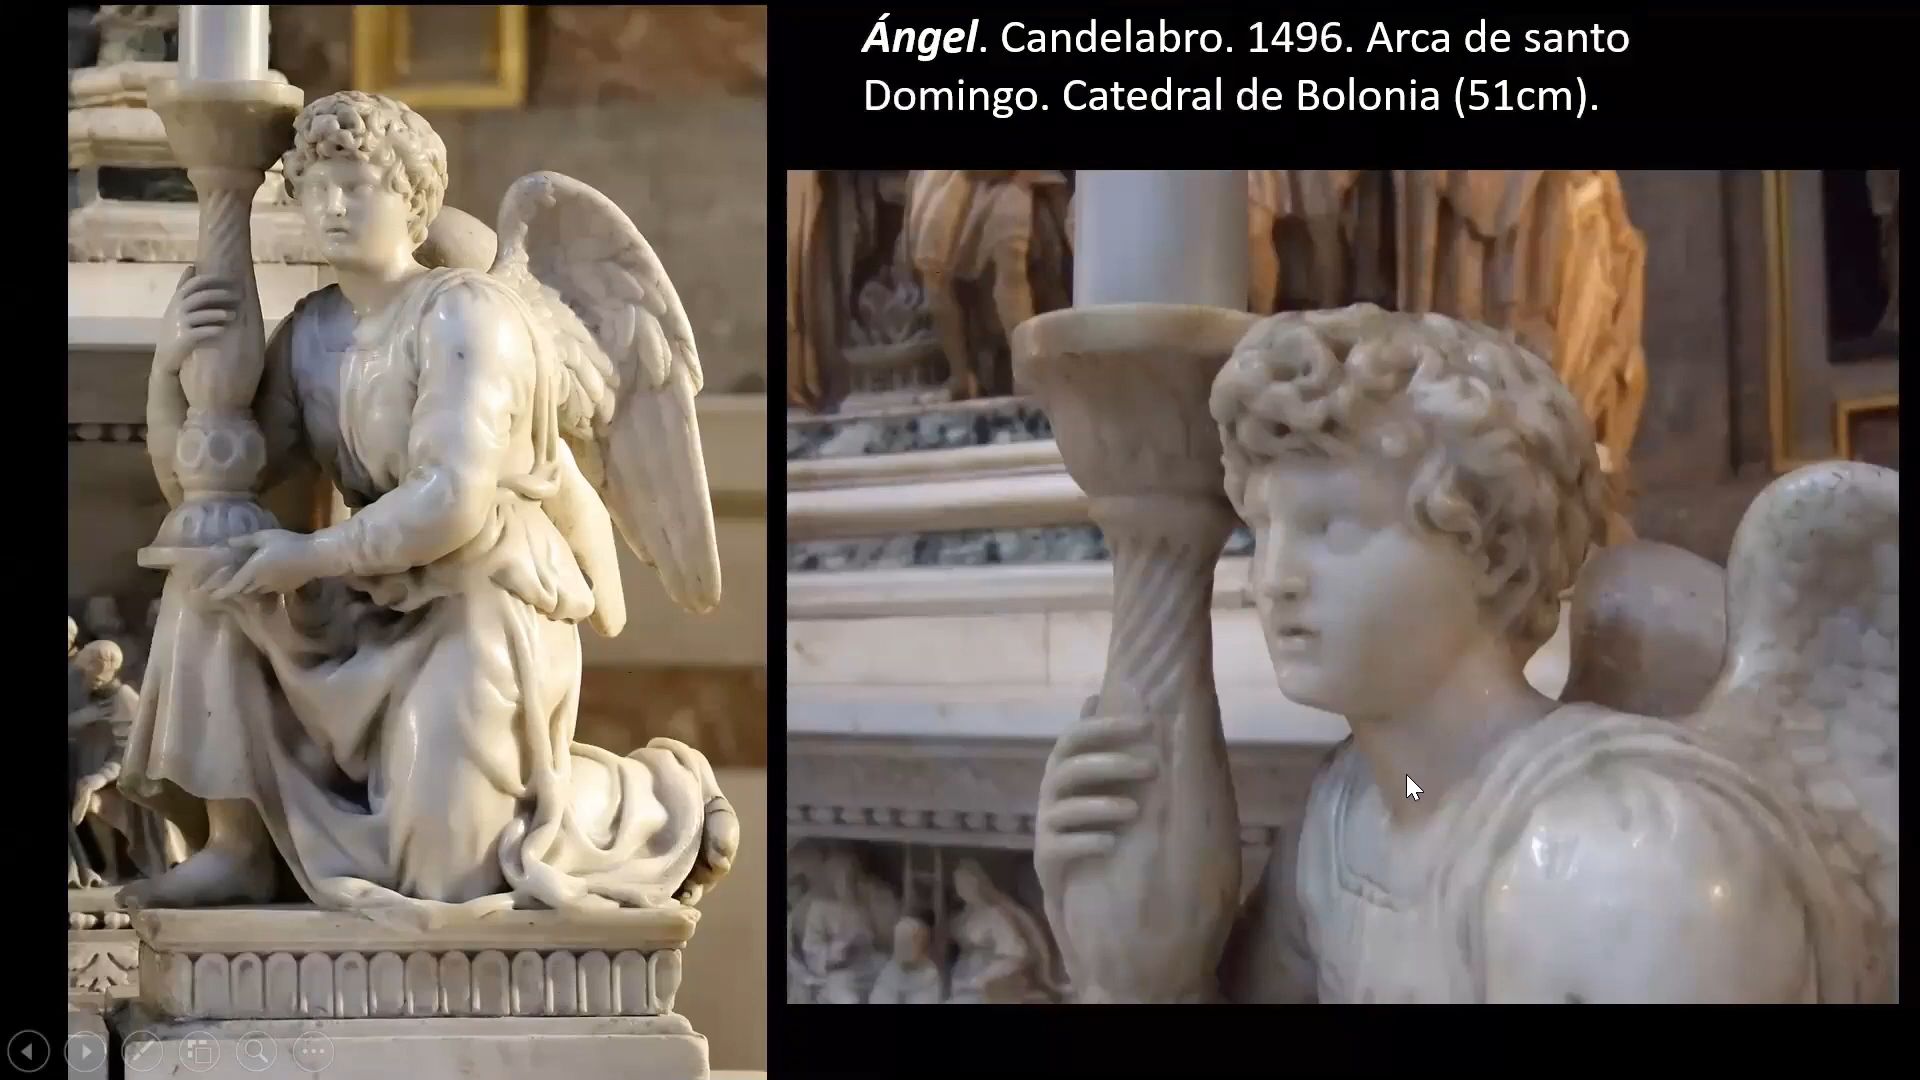 Ángel. Candelabro. 1496. Arca de santo
Domingo. Catedral de Bolonia (51cm).